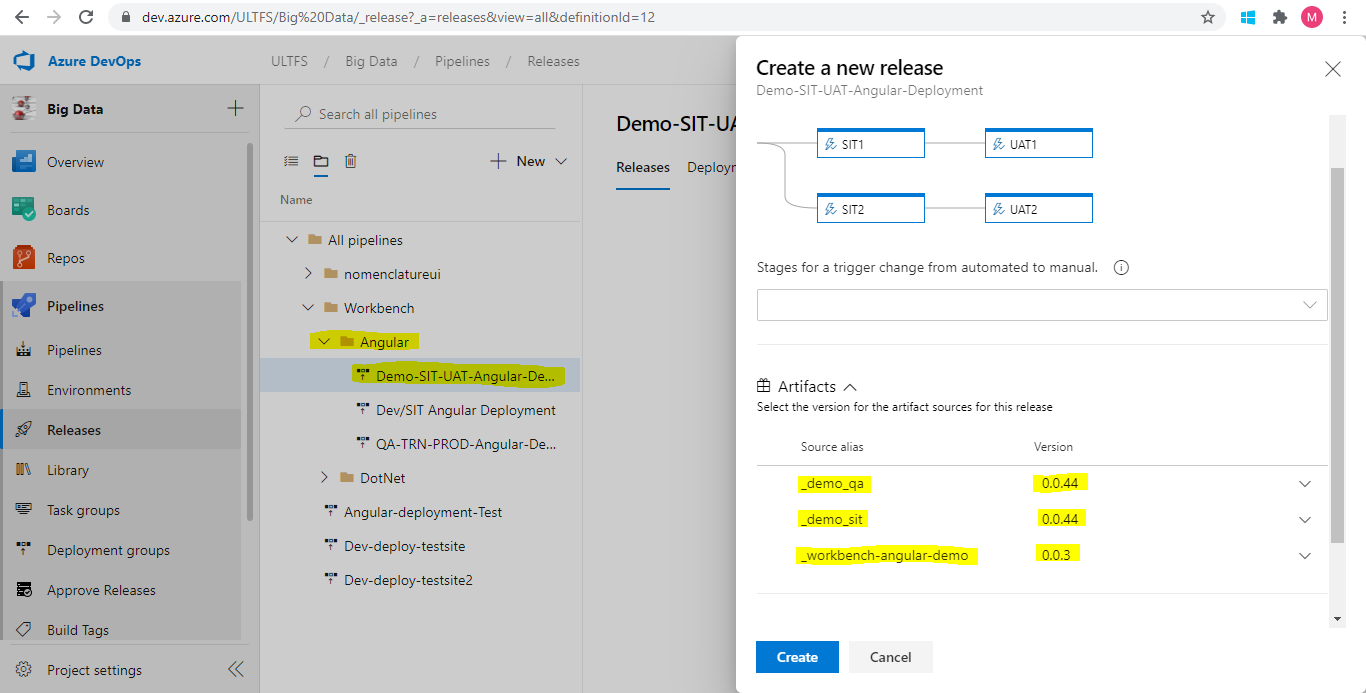 dev.azure.com/ULTFS/Big%20Data/_release?_a=releases&view=all&definitionId=12
M
Azure DevOps
ULTFS / Big Data / Pipelines / Releases
Big Data
Overview
Boards
Repos
Pipelines
Pipelines
Environments
Releases
Library
Task groups
Deployment groups
Approve Releases
Build Tags
Project settings
Search all pipelines
New
Name
All pipelines
nomenclatureui
Workbench
Angular
Demo-SIT-UAT-Angular-De...
Dev/SIT Angular Deployment
QA-TRN-PROD-Angular-De...
DotNet
Angular-deployment-Test
Dev-deploy-testsite
Dev-deploy-testsite2
Demo-SIT-UA
Releases Deployr
Create a new release
Demo-SIT-UAT-Angular-Deployment
SIT1 UAT1
SIT2 UAT2
Stages for a trigger change from automated to manual.
Artifacts
Select the version for the artifact sources for this release
Source alias Version
_demo_qa 0.0.44
_demo_sit 0.0.44
_workbench-angular-demo 0.0.3
Create Cancel